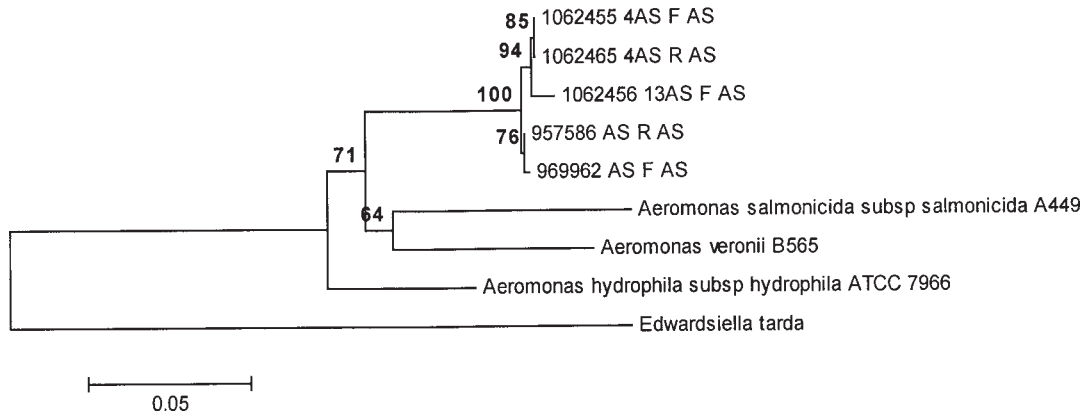 85
1062455 4AS F AS
94
1062465 4AS R AS
100
1062456 13AS F AS
76
957586 AS R AS
71
969962 AS F AS
64
Aeromonas salmonicida subsp salmonicida A449
Aeromonas veronii B565
Aeromonas hydrophila subsp hydrophila ATCC 7966
Edwardsiella tarda
0.05